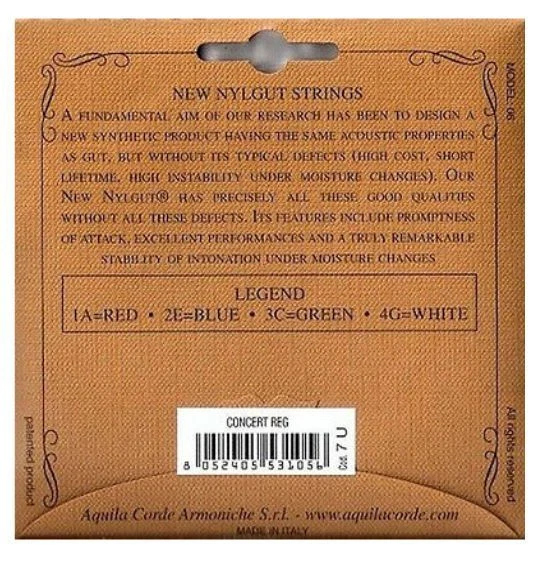 NEW NYLGUT STRINGS
A FUNDAMENTAL AIM OF OUR RESEARCH HAS BEEN TO DESIGN A
NEW SYNTHETIC PRODUCT HAVING THE SAME ACOUSTIC PROPERTIES
AS GUT, BUT WITHOUT ITS TYPICAL DEFECTS (HIGH COST, SHORT
LIFETIME, HIGH INSTABILITY UNDER MOISTURE CHANGES). OUR
NEW NYLGUT® HAS PRECISELY ALL THESE GOOD QUALITIES
WITHOUT ALL THESE DEFECTS. ITS FEATURES INCLUDE PROMPTNESS
OF ATTACK, EXCELLENT PERFORMANCES AND A TRULY REMARKABLE
STABILITY OF INTONATION UNDER MOISTURE CHANGES
LEGEND
1A=RED • 2E=BLUE • 3C=GREEN • 4G=WHITE
CONCERT REG
8 052405 531056
Cod. 7 U
patented product
All rights reserved
MODEL: 96
Aquila Corde Armoniche S.r.l. - www.aquilacorde.com
MADE IN ITALY